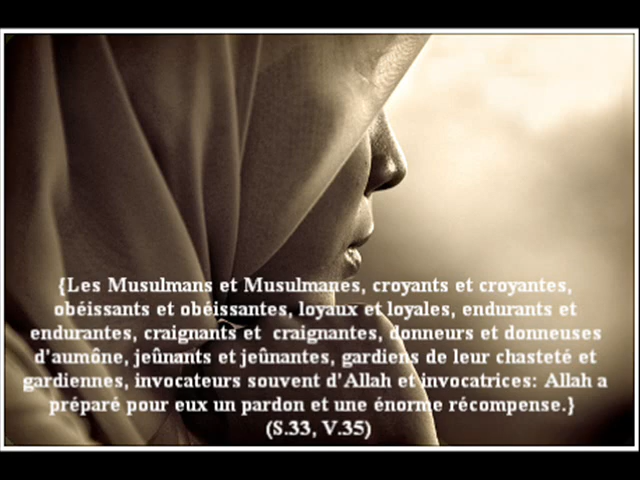 {Les Musulmans et Musulmanes, croyants et croyantes,
obéissants et obéissantes, loyaux et loyales, endurants et
endurantes, craignants et craignantes, donneurs et donneuses
d'aumône, jeûnants et jeûnantes, gardiens de leur chasteté et
gardiennes, invocateurs souvent d'Allah et invocatrices: Allah a
préparé pour eux un pardon et une énorme récompense.}
(S.33, V.35)